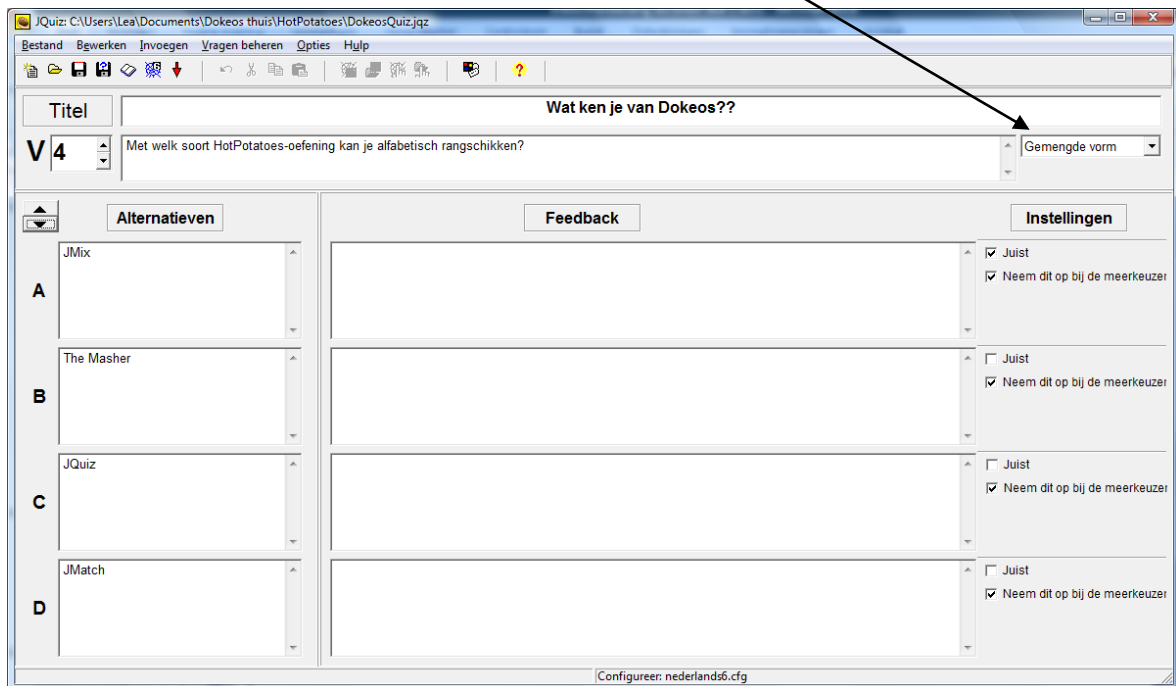 JQuiz: C:\Users\Lea\Documents\Dokeos thuis\HotPotatoes\DokeosQuiz.jqz
Bestand Bewerken Invoegen Vragen beheren Opties Hulp
Titel Wat ken je van Dokeos??
V 4 Met welk soort HotPotatoes-oefening kan je alfabetisch rangschikken? Gemengde vorm
Alternatieven Feedback Instellingen
A JMix Juist
Neem dit op bij de meerkeuzer
B The Masher Juist
Neem dit op bij de meerkeuzer
C JQuiz Juist
Neem dit op bij de meerkeuzer
D JMatch Juist
Neem dit op bij de meerkeuzer
Configureer: nederlands6.cfg